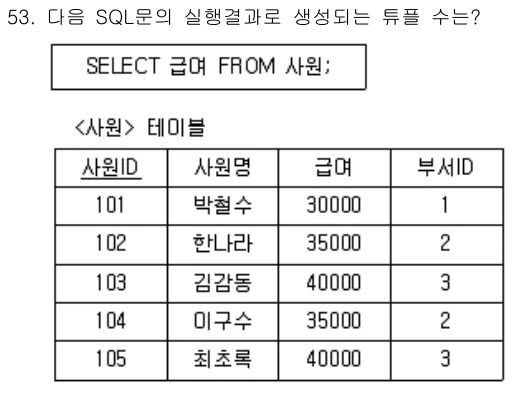 53. 다음 SQL문의 실행결과로 생성되는 튜플 수는?
SELECT 급여 FROM 사원;
<사원> 테이블
사원ID 사원명 급여 부서ID
101 박철수 30000 1
102 한나라 35000 2
103 김감동 40000 3
104 이구수 35000 2
105 최초록 40000 3